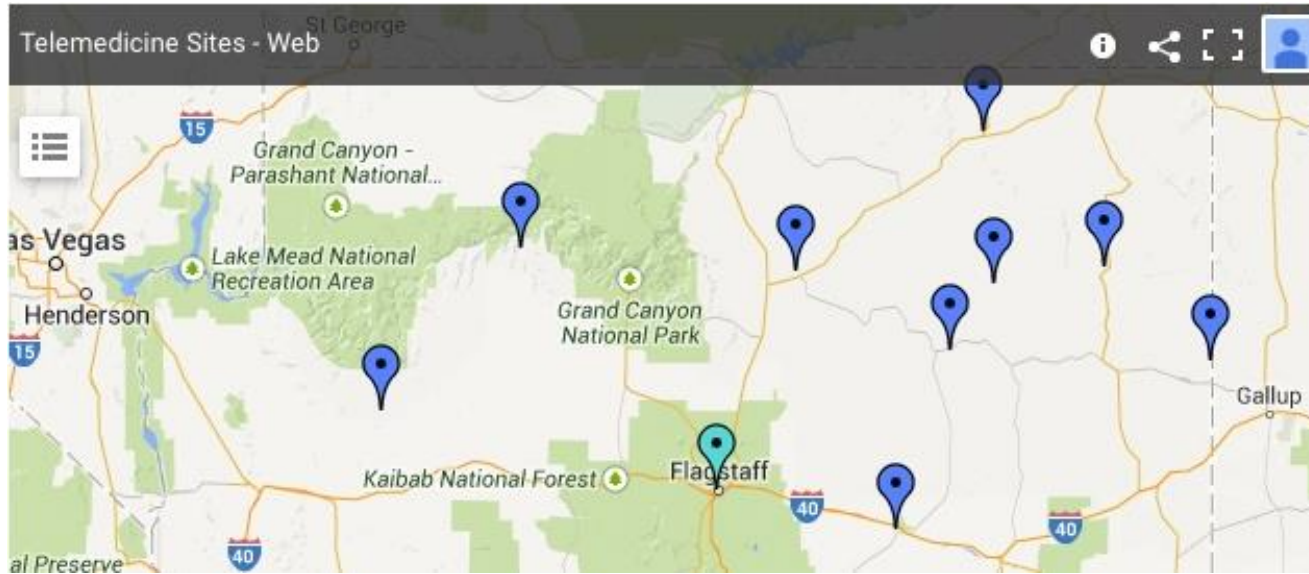 St George
Telemedicine Sites - Web
15
Grand Canyon -
Parashant National...
as Vegas
Lake Mead National
Recreation Area
Henderson
Grand Canyon
National Park
15
Gallup
Kaibab National Forest
Flagstaff
40
40
40
al Preserve